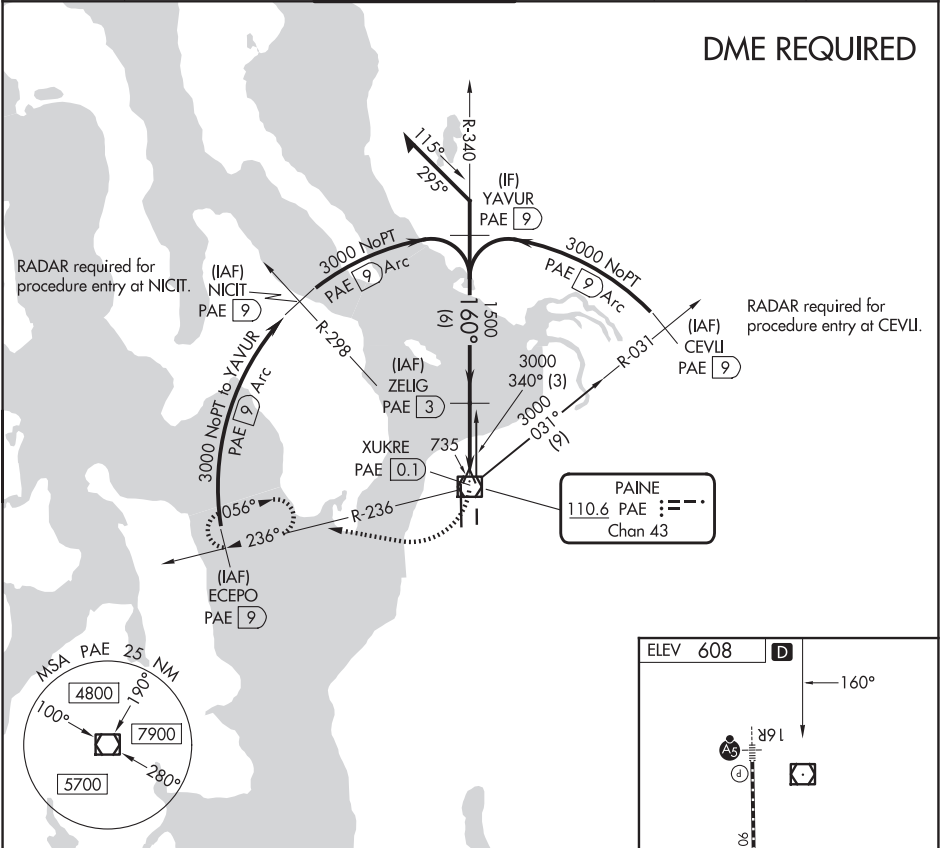 DME REQUIRED
R-340
115°
295°
(IF)
YAVUR
PAE 9
3000 NoPT
PAE 9 Arc
3000 NoPT
PAE 9 Arc
RADAR required for
procedure entry at NICIT.
(IAF)
NICIT
PAE 9
R-298
1500
160°
(6)
RADAR required for
procedure entry at CEVLI.
(IAF)
CEVLI
PAE 9
R-031
3000 NoPT to YAVUR
PAE 9 Arc
(IAF)
ZELIG
PAE 3
3000
340° (3)
3000
031°
(9)
XUKRE
PAE 0.1
735
PAINE
110.6 PAE
Chan 43
056°
236°
R-236
(IAF)
ECEPO
PAE 9
MSA PAE 25 NM
4800
190°
100°
7900
5700
280°
ELEV 608 D
160°
16R
A5
P
90